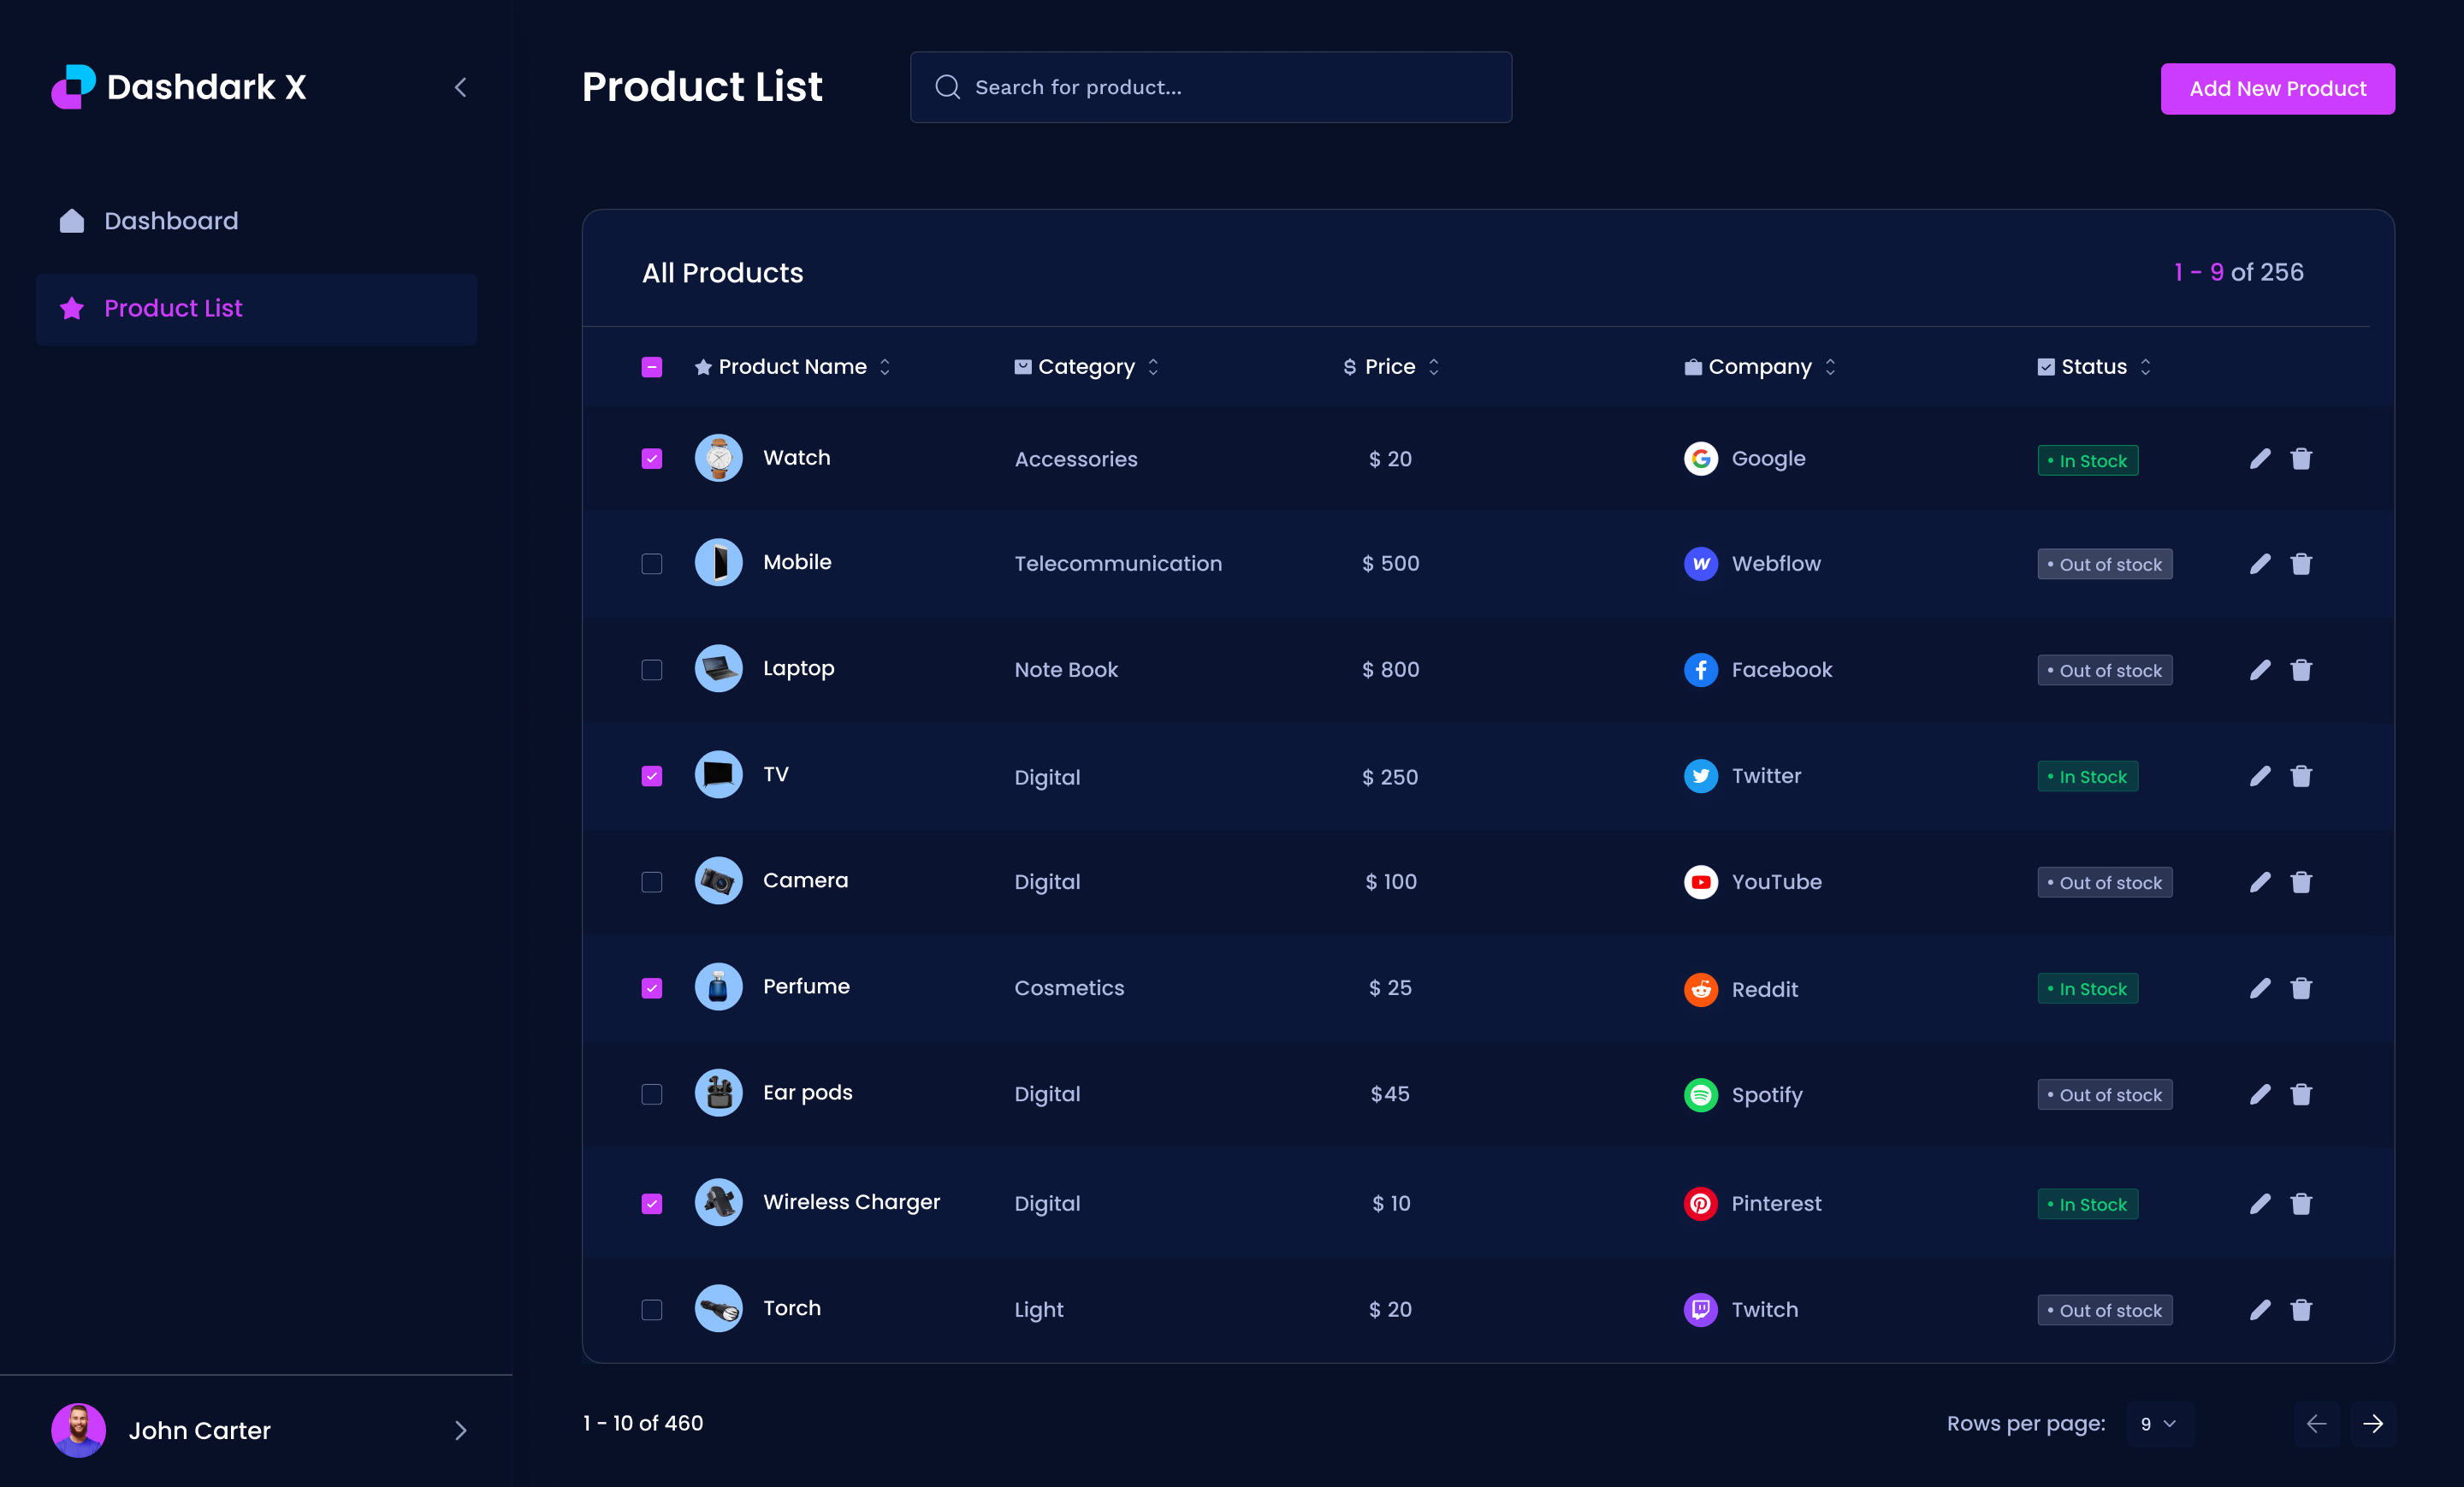 Dashdark X
Dashboard
Product List
John Carter
Product List
Search for product...
Add New Product
All Products
1 - 9 of 256
Product Name Category $ Price Company Status
Watch Accessories $ 20 Google • In Stock
Mobile Telecommunication $ 500 Webflow • Out of stock
Laptop Note Book $ 800 Facebook • Out of stock
TV Digital $ 250 Twitter • In Stock
Camera Digital $ 100 YouTube • Out of stock
Perfume Cosmetics $ 25 Reddit • In Stock
Ear pods Digital $45 Spotify • Out of stock
Wireless Charger Digital $ 10 Pinterest • In Stock
Torch Light $ 20 Twitch • Out of stock
1 - 10 of 460
Rows per page: 9